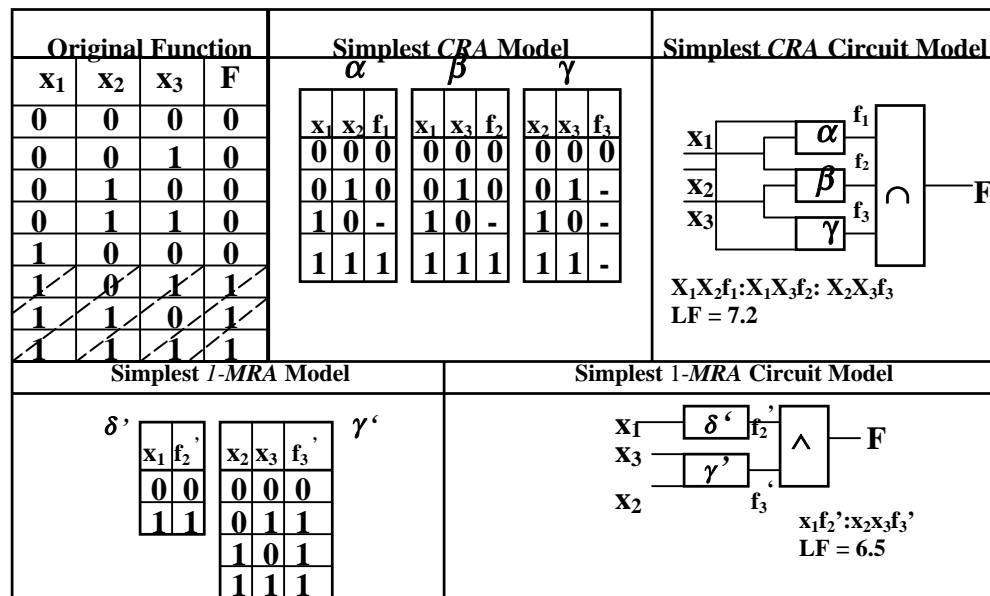 Original Function
x₁ x₂ x₃ F
0 0 0 0
0 0 1 0
0 1 0 0
0 1 1 0
1 0 0 0
1 0 1 1
1 1 0 1
1 1 1 1
Simplest CRA Model
α β γ
x₁ x₂ f₁ x₁ x₃ f₂ x₂ x₃ f₃
0 0 0 0 0 0 0 0 0
0 1 0 0 1 0 0 1 -
1 0 - 1 0 - 1 0 -
1 1 1 1 1 1 1 1 -
Simplest CRA Circuit Model
x₁
x₂
x₃
α
β
γ
f₁
f₂
f₃
∩
F
X₁X₂f₁:X₁X₃f₂: X₂X₃f₃
LF = 7.2
Simplest 1-MRA Model
δ’ γ‘
x₁ f₂’
0 0
1 1
x₂ x₃ f₃’
0 0 0
0 1 1
1 0 1
1 1 1
Simplest 1-MRA Circuit Model
x₁
x₃
x₂
δ‘
γ’
f₂’
f₃‘
^
F
x₁f₂’:x₂x₃f₃’
LF = 6.5